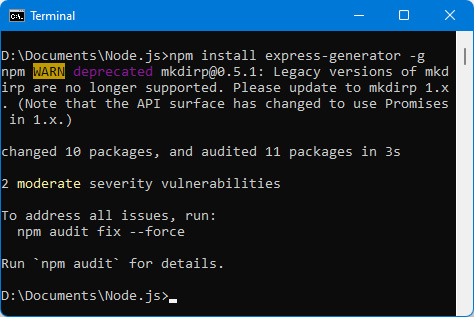 Terminal
D:\Documents\Node.js>npm install express-generator -g
npm WARN deprecated mkdirp@0.5.1: Legacy versions of mkd
irp are no longer supported. Please update to mkdirp 1.x
. (Note that the API surface has changed to use Promises
 in 1.x.)
changed 10 packages, and audited 11 packages in 3s
2 moderate severity vulnerabilities
To address all issues, run:
  npm audit fix --force
Run `npm audit` for details.
D:\Documents\Node.js>